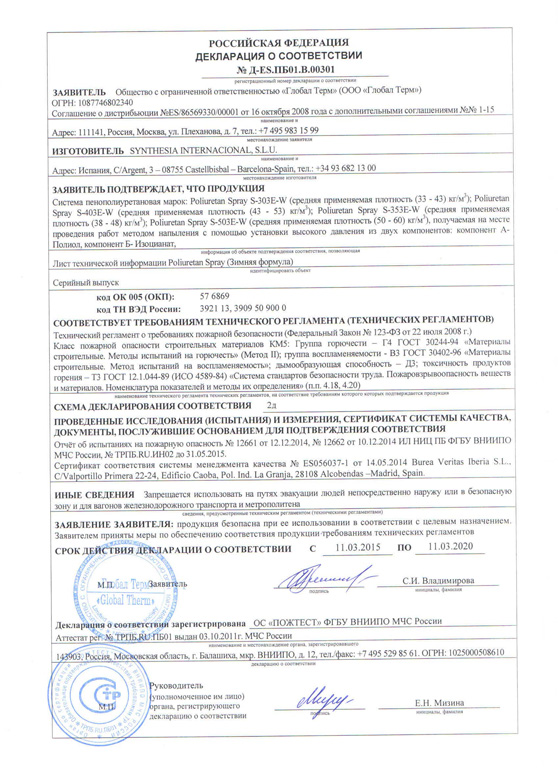 РОССИЙСКАЯ ФЕДЕРАЦИЯ
ДЕКЛАРАЦИЯ О СООТВЕТСТВИИ
№ Д-ES.ПБ01.В.00301
регистрационный номер декларации о соответствии
ЗАЯВИТЕЛЬ Общество с ограниченной ответственностью «Глобал Терм» (ООО «Глобал Терм»)
ОГРН: 1087746802340
Соглашение о дистрибьюции №ES/86569330/00001 от 16 октября 2008 года с дополнительными соглашениями №№ 1-15
наименование и
Адрес: 111141, Россия, Москва, ул. Плеханова, д. 7, тел.: +7 495 983 15 99
местонахождение заявителя
ИЗГОТОВИТЕЛЬ SYNTHESIA INTERNACIONAL, S.L.U.
наименование и
Адрес: Испания, C/Argent, 3 – 08755 Castellbisbal – Barcelona-Spain, тел.: +34 93 682 13 00
местонахождение изготовителя
ЗАЯВИТЕЛЬ ПОДТВЕРЖДАЕТ, ЧТО ПРОДУКЦИЯ
Система пенополиуретановая марок: Poliuretan Spray S-303E-W (средняя применяемая плотность (33 - 43) кг/м³); Poliuretan
Spray S-403E-W (средняя применяемая плотность (43 - 53) кг/м³); Poliuretan Spray S-353E-W (средняя применяемая
плотность (38 - 48) кг/м³); Poliuretan Spray S-503E-W (средняя применяемая плотность (50 - 60) кг/м³), получаемая на месте
проведения работ методом напыления с помощью установки высокого давления из двух компонентов: компонент А-
Полиол, компонент Б- Изоцианат,
информация об объекте подтверждения соответствия, позволяющая
Лист технической информации Poliuretan Spray (Зимняя формула)
идентифицировать объект
Серийный выпуск
код ОК 005 (ОКП): 57 6869
код ТН ВЭД России: 3921 13, 3909 50 900 0
СООТВЕТСТВУЕТ ТРЕБОВАНИЯМ ТЕХНИЧЕСКОГО РЕГЛАМЕНТА (ТЕХНИЧЕСКИХ РЕГЛАМЕНТОВ)
Технический регламент о требованиях пожарной безопасности (Федеральный Закон № 123-ФЗ от 22 июля 2008 г.)
Класс пожарной опасности строительных материалов КМ5: Группа горючести – Г4 ГОСТ 30244-94 «Материалы
строительные. Методы испытаний на горючесть» (Метод II); группа воспламеняемости - В3 ГОСТ 30402-96 «Материалы
строительные. Метод испытаний на воспламеняемость»; дымообразующая способность – Д3; токсичность продуктов
горения – Т3 ГОСТ 12.1.044-89 (ИСО 4589-84) «Система стандартов безопасности труда. Пожаровзрывоопасность веществ
и материалов. Номенклатура показателей и методы их определения» (п.п. 4.18, 4.20)
наименование технического регламента технических регламентов, на соответствие требованиям которого которых подтверждается продукция
СХЕМА ДЕКЛАРИРОВАНИЯ СООТВЕТСТВИЯ 2д
ПРОВЕДЕННЫЕ ИССЛЕДОВАНИЯ (ИСПЫТАНИЯ) И ИЗМЕРЕНИЯ, СЕРТИФИКАТ СИСТЕМЫ КАЧЕСТВА,
ДОКУМЕНТЫ, ПОСЛУЖИВШИЕ ОСНОВАНИЕМ ДЛЯ ПОДТВЕРЖДЕНИЯ СООТВЕТСТВИЯ
Отчёт об испытаниях на пожарную опасность № 12661 от 12.12.2014, № 12662 от 10.12.2014 ИЛ НИЦ ПБ ФГБУ ВНИИПО
МЧС России, № ТРПБ.RU.ИН02 до 31.05.2015.
Сертификат соответствия системы менеджмента качества № ES056037-1 от 14.05.2014 Burea Veritas Iberia S.L.,
C/Valportillo Primera 22-24, Edificio Caoba, Pol. Ind. La Granja, 28108 Alcobendas –Madrid, Spain.
ИНЫЕ СВЕДЕНИЯ Запрещается использовать на путях эвакуации людей непосредственно наружу или в безопасную
зону и для вагонов железнодорожного транспорта и метрополитена
сведения, предусмотренные техническим регламентом (техническими регламентами)
ЗАЯВЛЕНИЕ ЗАЯВИТЕЛЯ: продукция безопасна при ее использовании в соответствии с целевым назначением.
Заявителем приняты меры по обеспечению соответствия продукции требованиям технических регламентов
СРОК ДЕЙСТВИЯ ДЕКЛАРАЦИИ О СООТВЕТСТВИИ С 11.03.2015 ПО 11.03.2020
М.П. Заявитель С.И. Владимирова
подпись инициалы, фамилия
Глобал Терм
«Global Therm»
Декларация о соответствии зарегистрирована ОС «ПОЖТЕСТ» ФГБУ ВНИИПО МЧС России
Аттестат рег. № ТРПБ.RU.ПБ01 выдан 03.10.2011г. МЧС России
наименование и местонахождение органа, зарегистрировавшего
143903, Россия, Московская область, г. Балашиха, мкр. ВНИИПО, д. 12, тел./факс: +7 495 529 85 61. ОГРН: 1025000508610
декларацию о соответствии
Руководитель
(уполномоченное им лицо)
М.П. органа, регистрирующего Е.Н. Мизина
декларацию о соответствии подпись инициалы, фамилия